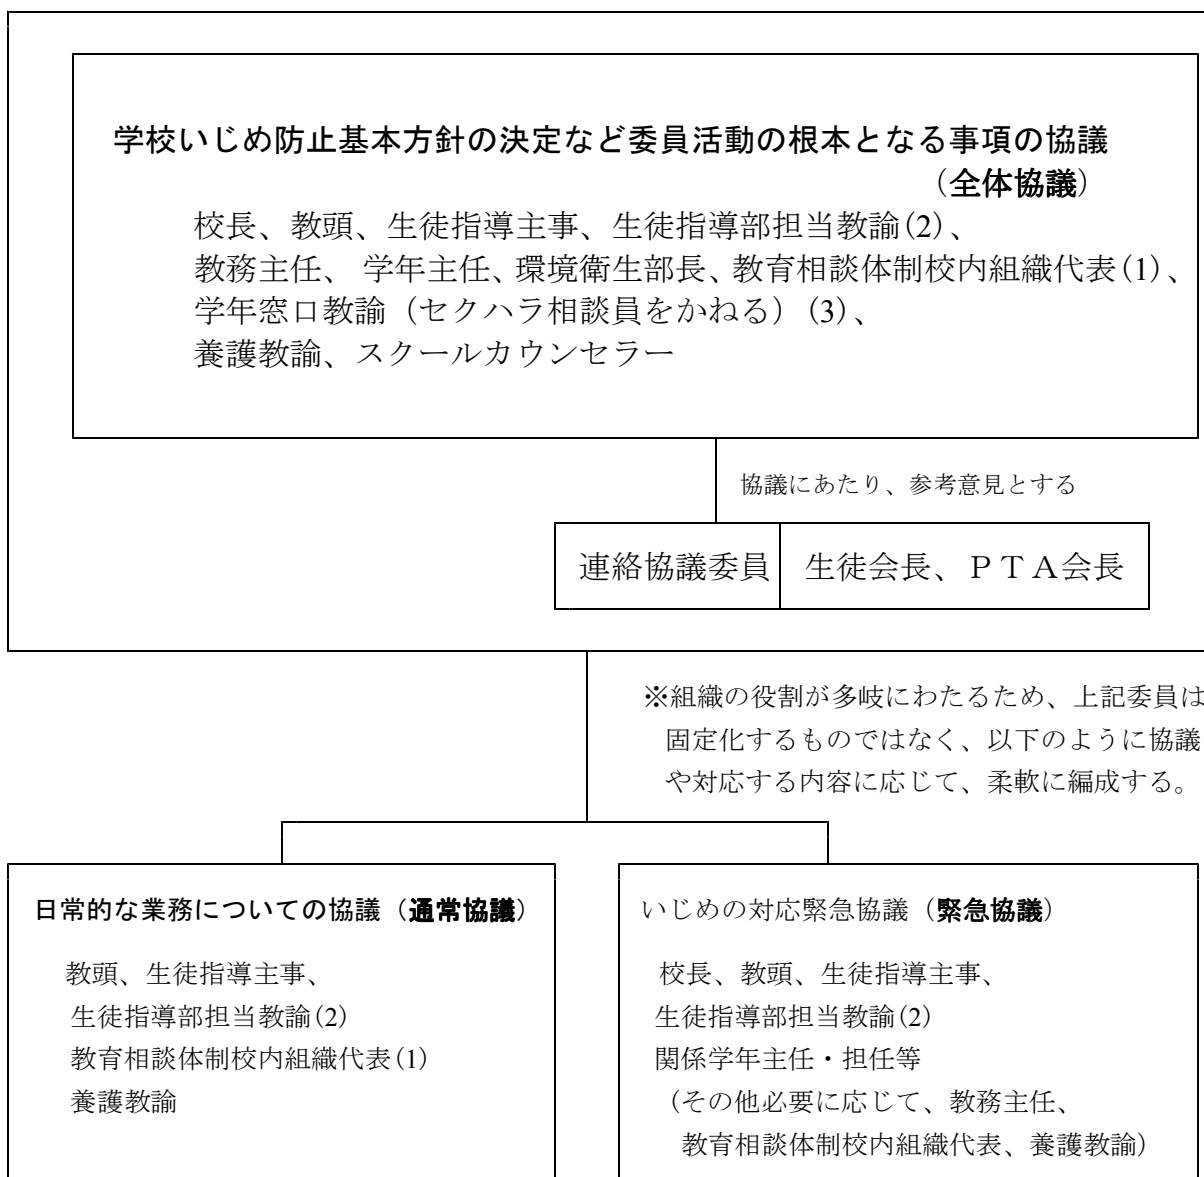 学校いじめ防止基本方針の決定など委員活動の根本となる事項の協議
（全体協議）
校長、教頭、生徒指導主事、生徒指導部担当教諭(2)、
教務主任、 学年主任、環境衛生部長、教育相談体制校内組織代表(1)、
学年窓口教諭（セクハラ相談員をかねる）(3)、
養護教諭、スクールカウンセラー
協議にあたり、参考意見とする
連絡協議委員 生徒会長、ＰＴＡ会長
※組織の役割が多岐にわたるため、上記委員は
固定化するものではなく、以下のように協議
や対応する内容に応じて、柔軟に編成する。
日常的な業務についての協議（通常協議）
教頭、生徒指導主事、
生徒指導部担当教諭(2)
教育相談体制校内組織代表(1)
養護教諭
いじめの対応緊急協議（緊急協議）
校長、教頭、生徒指導主事、
生徒指導部担当教諭(2)
関係学年主任・担任等
（その他必要に応じて、教務主任、
教育相談体制校内組織代表、養護教諭）